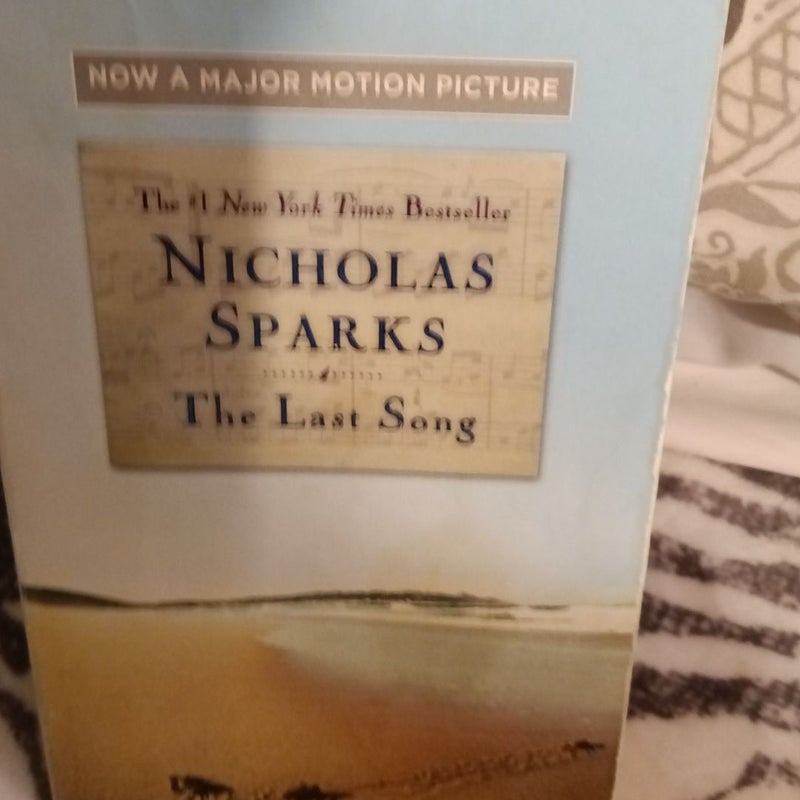 NOW A MAJOR MOTION PICTURE
The #1 New York Times Bestseller
NICHOLAS
SPARKS
The Last Song